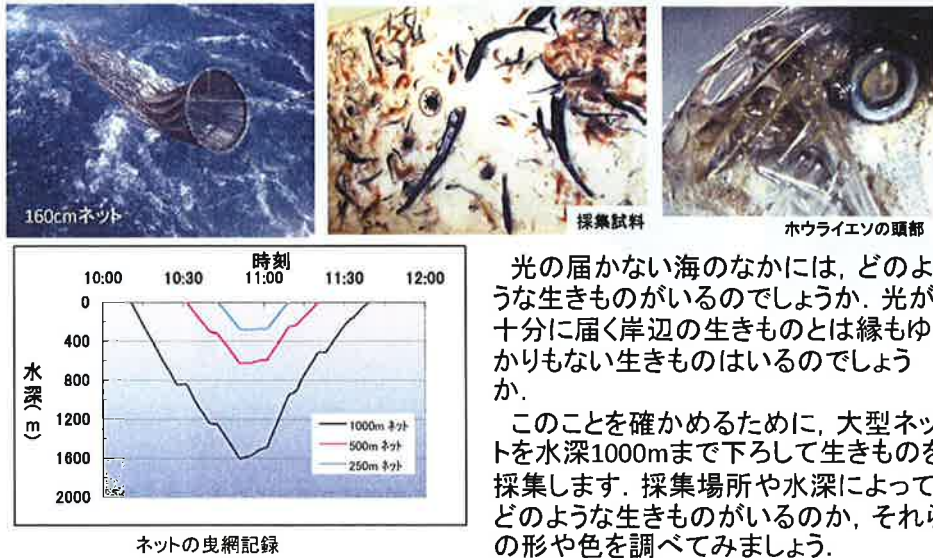 160cmネット
採集試料
ホウライエソの頭部
時刻
10:00 10:30 11:00 11:30 12:00
0
400
800
1200
1600
2000
水深(m)
1000m ネット
500m ネット
250m ネット
ネットの曳網記録
光の届かない海のなかには, どのよ
うな生きものがいるのでしょうか. 光が
十分に届く岸辺の生きものとは縁もゆ
かりもない生きものはいるのでしょう
か.
このことを確かめるために, 大型ネッ
トを水深1000mまで下ろして生きものを
採集します. 採集場所や水深によって
どのような生きものがいるのか, それら
の形や色を調べてみましょう.